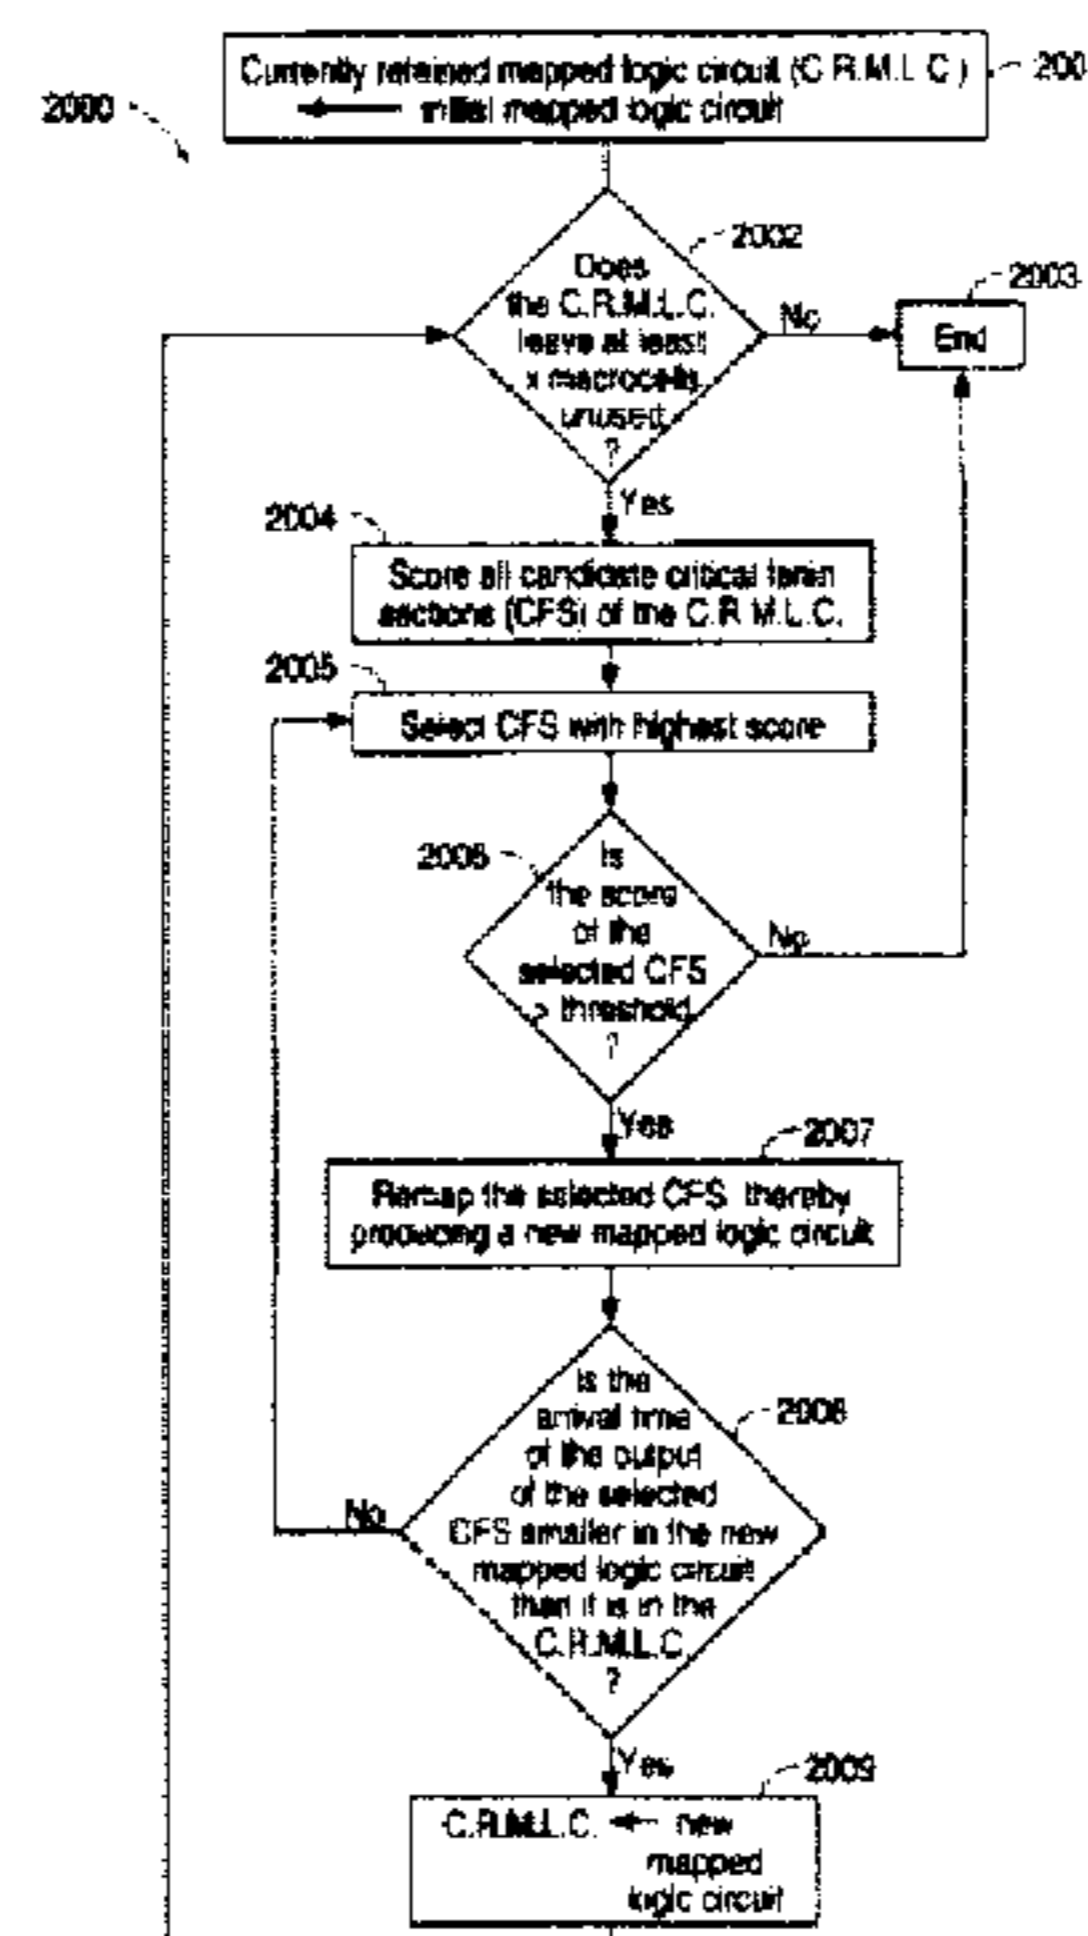 Currently retained mapped logic circuit (C.R.M.L.C.)
initial mapped logic circuit
200
2000
2002
Does
the C.R.M.L.C.
leave at least
x macrocells
unused
?
No
2003
End
Yes
2004
Score all candidate critical fanin
sections (CFS) of the C.R.M.L.C.
2005
Select CFS with highest score
2006
Is
the score
of the
selected CFS
> threshold
?
No
Yes
2007
Remap the selected CFS thereby
producing a new mapped logic circuit
2008
Is the
arrival time
of the output
of the selected
CFS smaller in the new
mapped logic circuit
than it is in the
C.R.M.L.C.
?
No
Yes
2009
C.R.M.L.C. new
mapped
logic circuit